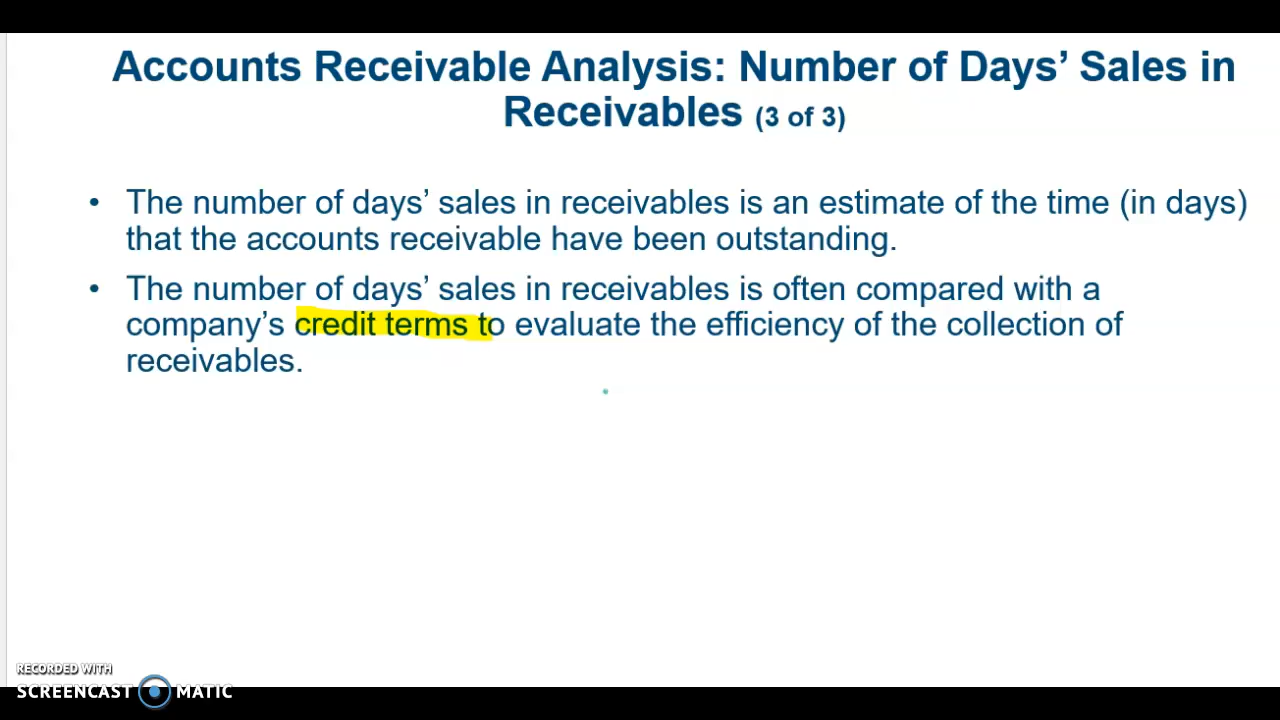 Accounts Receivable Analysis: Number of Days’ Sales in
Receivables (3 of 3)
• The number of days’ sales in receivables is an estimate of the time (in days)
that the accounts receivable have been outstanding.
• The number of days’ sales in receivables is often compared with a
company’s credit terms to evaluate the efficiency of the collection of
receivables.
RECORDED WITH
SCREENCAST MATIC